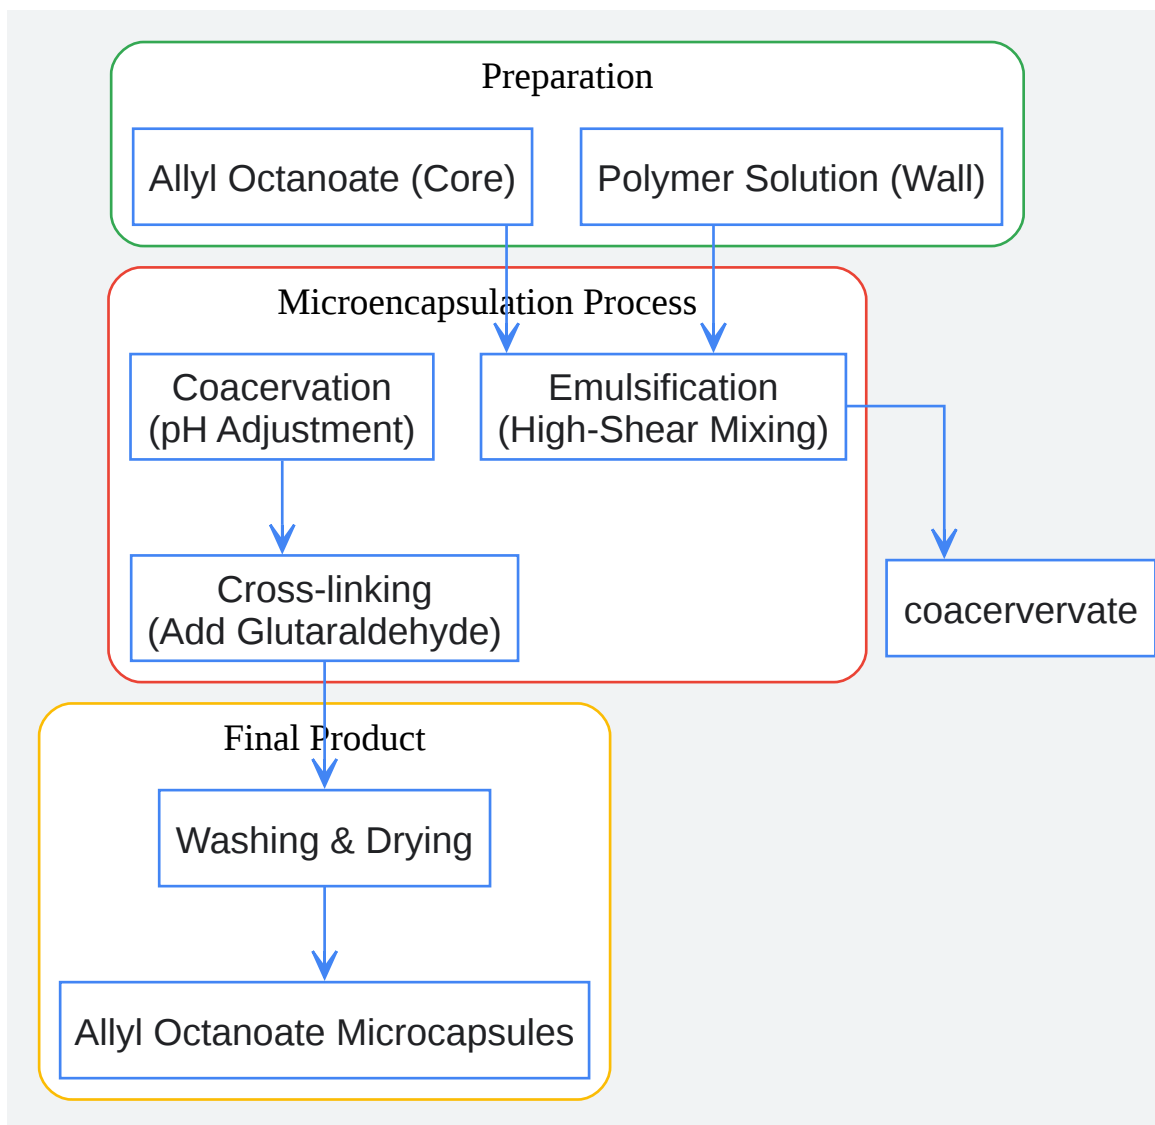 Preparation
Allyl Octanoate (Core)
Polymer Solution (Wall)
Microencapsulation Process
Coacervation
(pH Adjustment)
Emulsification
(High-Shear Mixing)
Cross-linking
(Add Glutaraldehyde)
coacervervate
Final Product
Washing & Drying
Allyl Octanoate Microcapsules